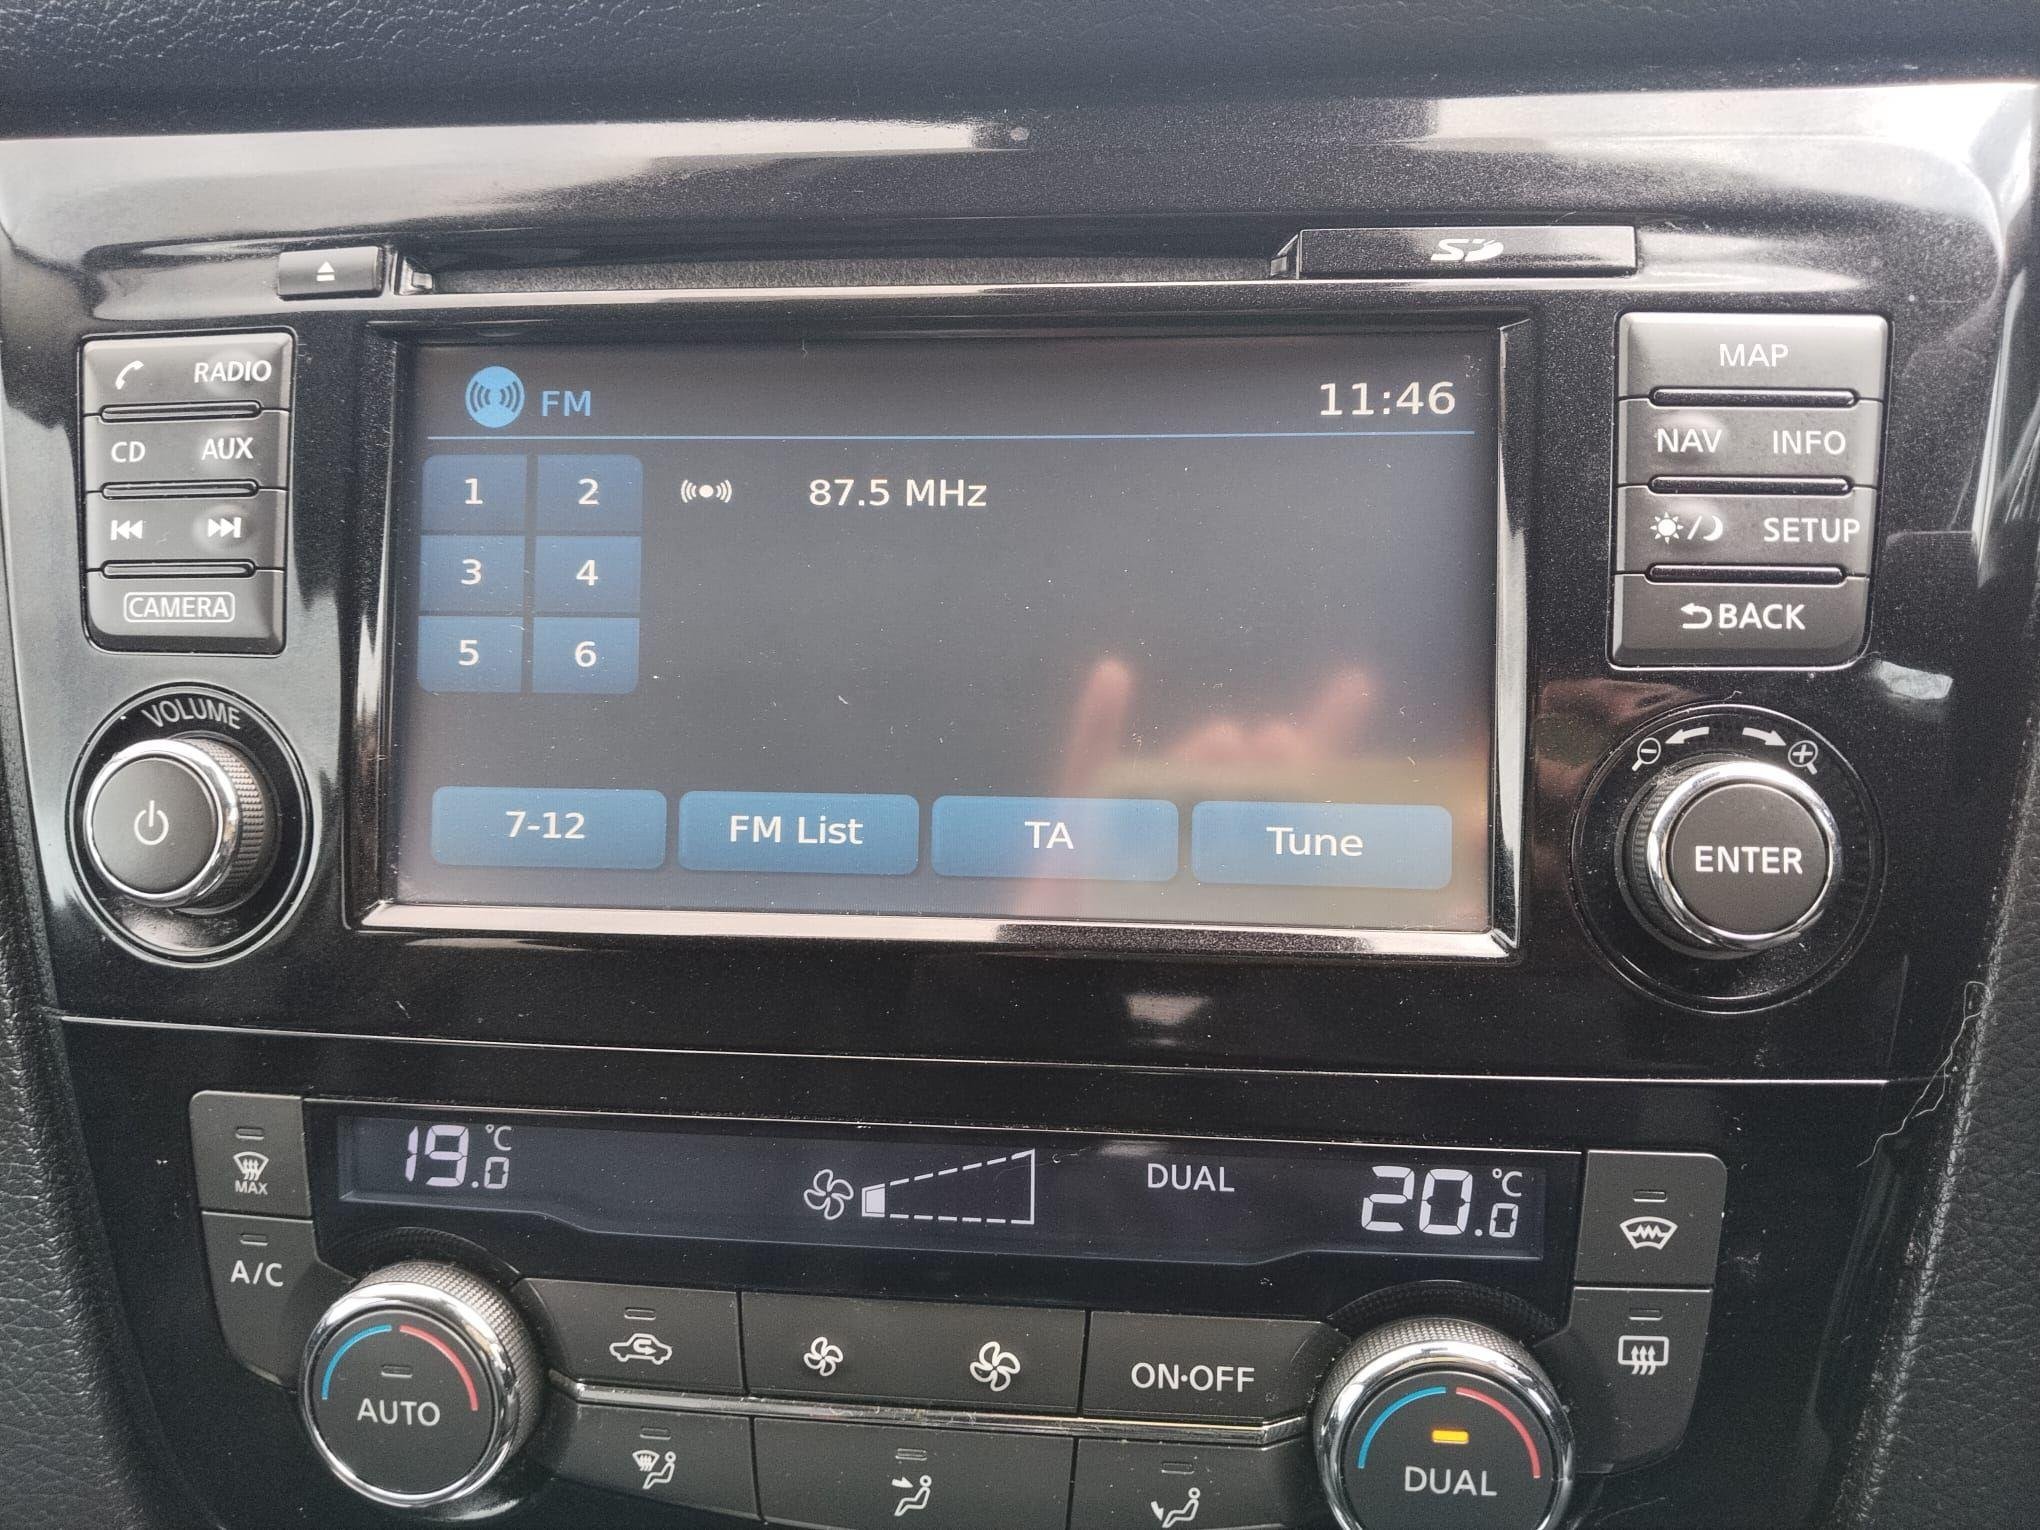 SD
RADIO
CD AUX
CAMERA
VOLUME
FM 11:46
1 2 87.5 MHz
3 4
5 6
7-12 FM List TA Tune
MAP
NAV INFO
SETUP
BACK
ENTER
MAX
A/C
19.0 °C DUAL 20.0 °C
AUTO
ON·OFF
DUAL